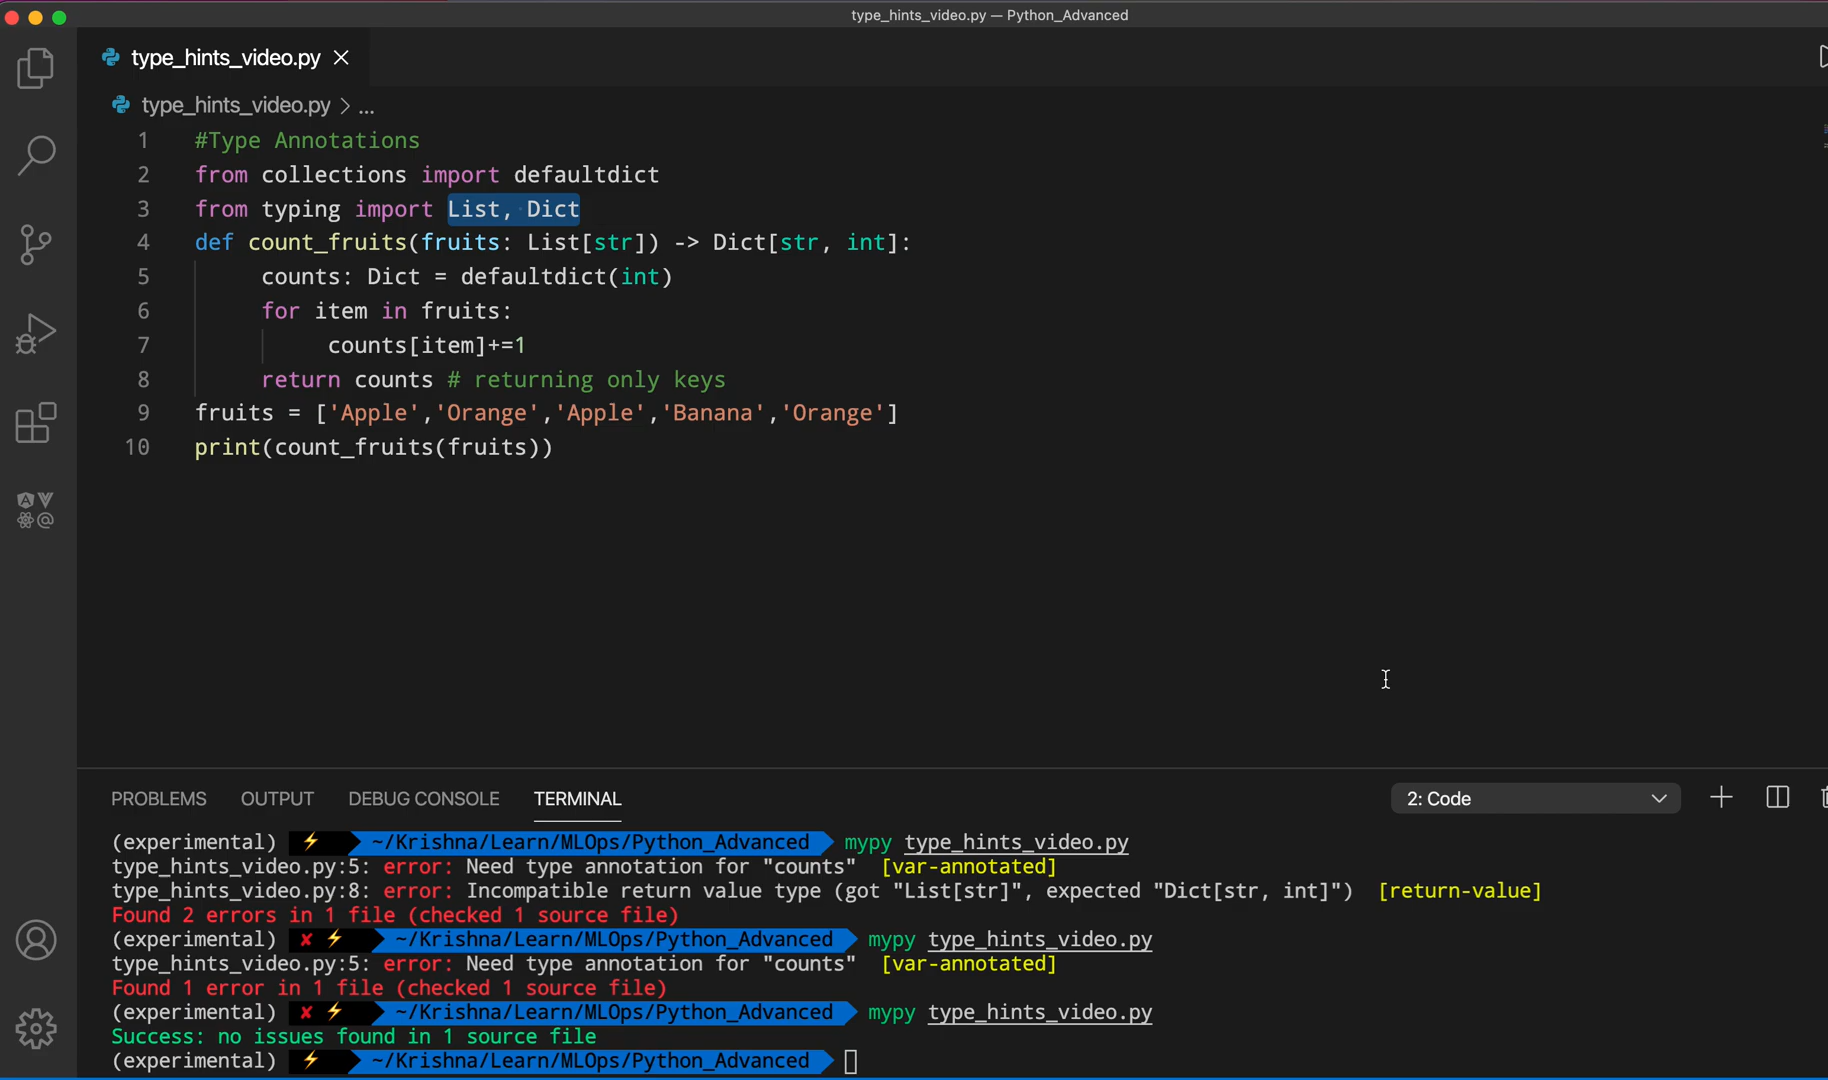 type_hints_video.py — Python_Advanced
type_hints_video.py
type_hints_video.py > ...
1 #Type Annotations
2 from collections import defaultdict
3 from typing import List, Dict
4 def count_fruits(fruits: List[str]) -> Dict[str, int]:
5 counts: Dict = defaultdict(int)
6 for item in fruits:
7 counts[item]+=1
8 return counts # returning only keys
9 fruits = ['Apple','Orange','Apple','Banana','Orange']
10 print(count_fruits(fruits))
PROBLEMS OUTPUT DEBUG CONSOLE TERMINAL 2: Code
(experimental) ⚡ ~/Krishna/Learn/MLOps/Python_Advanced mypy type_hints_video.py
type_hints_video.py:5: error: Need type annotation for "counts" [var-annotated]
type_hints_video.py:8: error: Incompatible return value type (got "List[str]", expected "Dict[str, int]") [return-value]
Found 2 errors in 1 file (checked 1 source file)
(experimental) ✘ ⚡ ~/Krishna/Learn/MLOps/Python_Advanced mypy type_hints_video.py
type_hints_video.py:5: error: Need type annotation for "counts" [var-annotated]
Found 1 error in 1 file (checked 1 source file)
(experimental) ✘ ⚡ ~/Krishna/Learn/MLOps/Python_Advanced mypy type_hints_video.py
Success: no issues found in 1 source file
(experimental) ⚡ ~/Krishna/Learn/MLOps/Python_Advanced